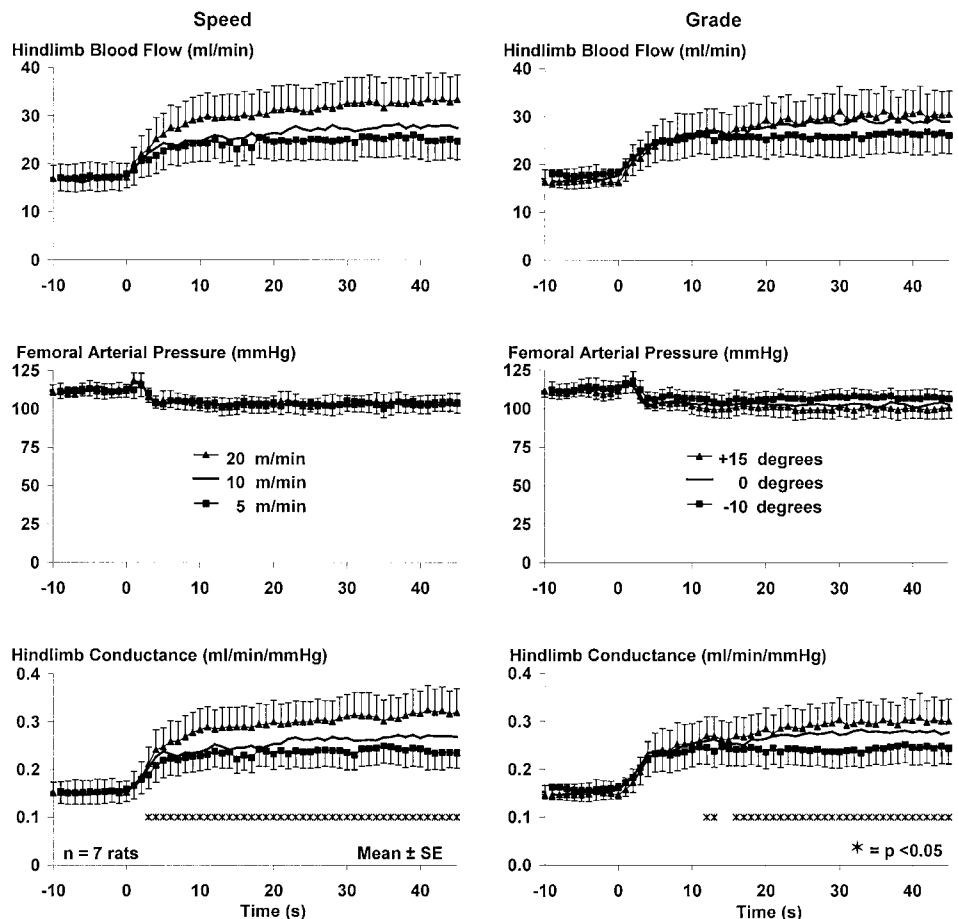 Speed
Hindlimb Blood Flow (ml/min)
40
30
20
10
0
-10 0 10 20 30 40
Femoral Arterial Pressure (mmHg)
125
100
75
50
25
0
20 m/min
10 m/min
5 m/min
-10 0 10 20 30 40
Hindlimb Conductance (ml/min/mmHg)
0.4
0.3
0.2
0.1
0
n = 7 rats Mean ± SE
-10 0 10 20 30 40
Time (s)
Grade
Hindlimb Blood Flow (ml/min)
40
30
20
10
0
-10 0 10 20 30 40
Femoral Arterial Pressure (mmHg)
125
100
75
50
25
0
+15 degrees
0 degrees
-10 degrees
-10 0 10 20 30 40
Hindlimb Conductance (ml/min/mmHg)
0.4
0.3
0.2
0.1
0.0
* = p <0.05
-10 0 10 20 30 40
Time (s)